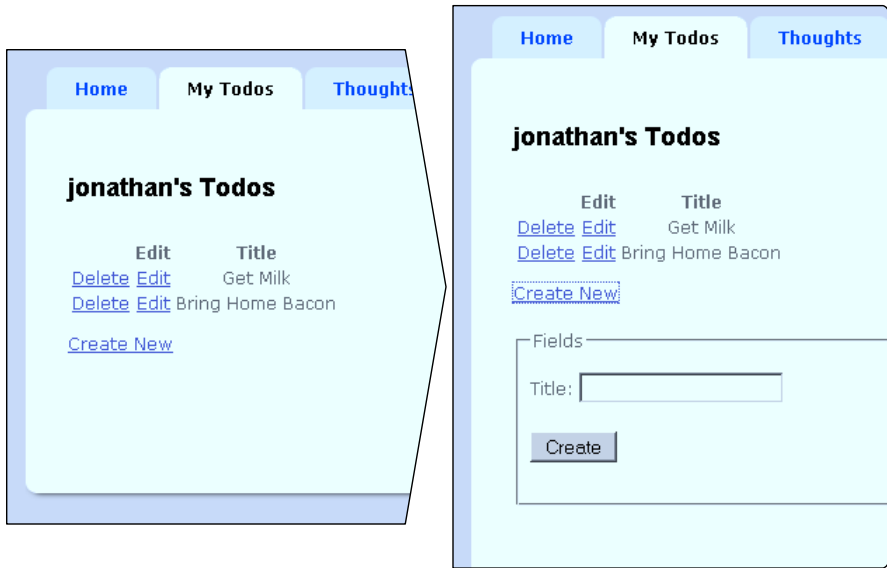 Home My Todos Thoughts
jonathan's Todos
Edit Title
Delete Edit Get Milk
Delete Edit Bring Home Bacon
Create New
Home My Todos Thoughts
jonathan's Todos
Edit Title
Delete Edit Get Milk
Delete Edit Bring Home Bacon
Create New
Fields
Title:
Create